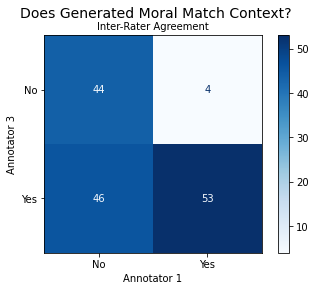 Does Generated Moral Match Context?
Inter-Rater Agreement
No
44
4
Yes
46
53
No
Yes
Annotator 1
Annotator 3
50
40
30
20
10